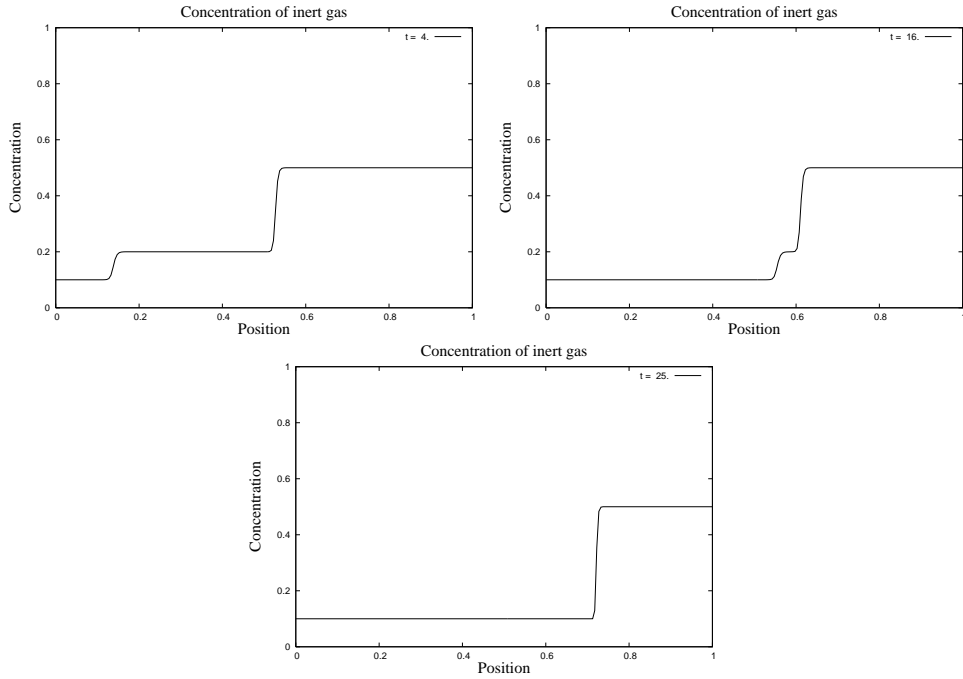 Concentration of inert gas
t = 4.
1
0.8
0.6
0.4
0.2
0
Concentration
0 0.2 0.4 0.6 0.8 1
Position
Concentration of inert gas
t = 16.
1
0.8
0.6
0.4
0.2
0
Concentration
0 0.2 0.4 0.6 0.8 1
Position
Concentration of inert gas
t = 25.
1
0.8
0.6
0.4
0.2
0
Concentration
0 0.2 0.4 0.6 0.8 1
Position